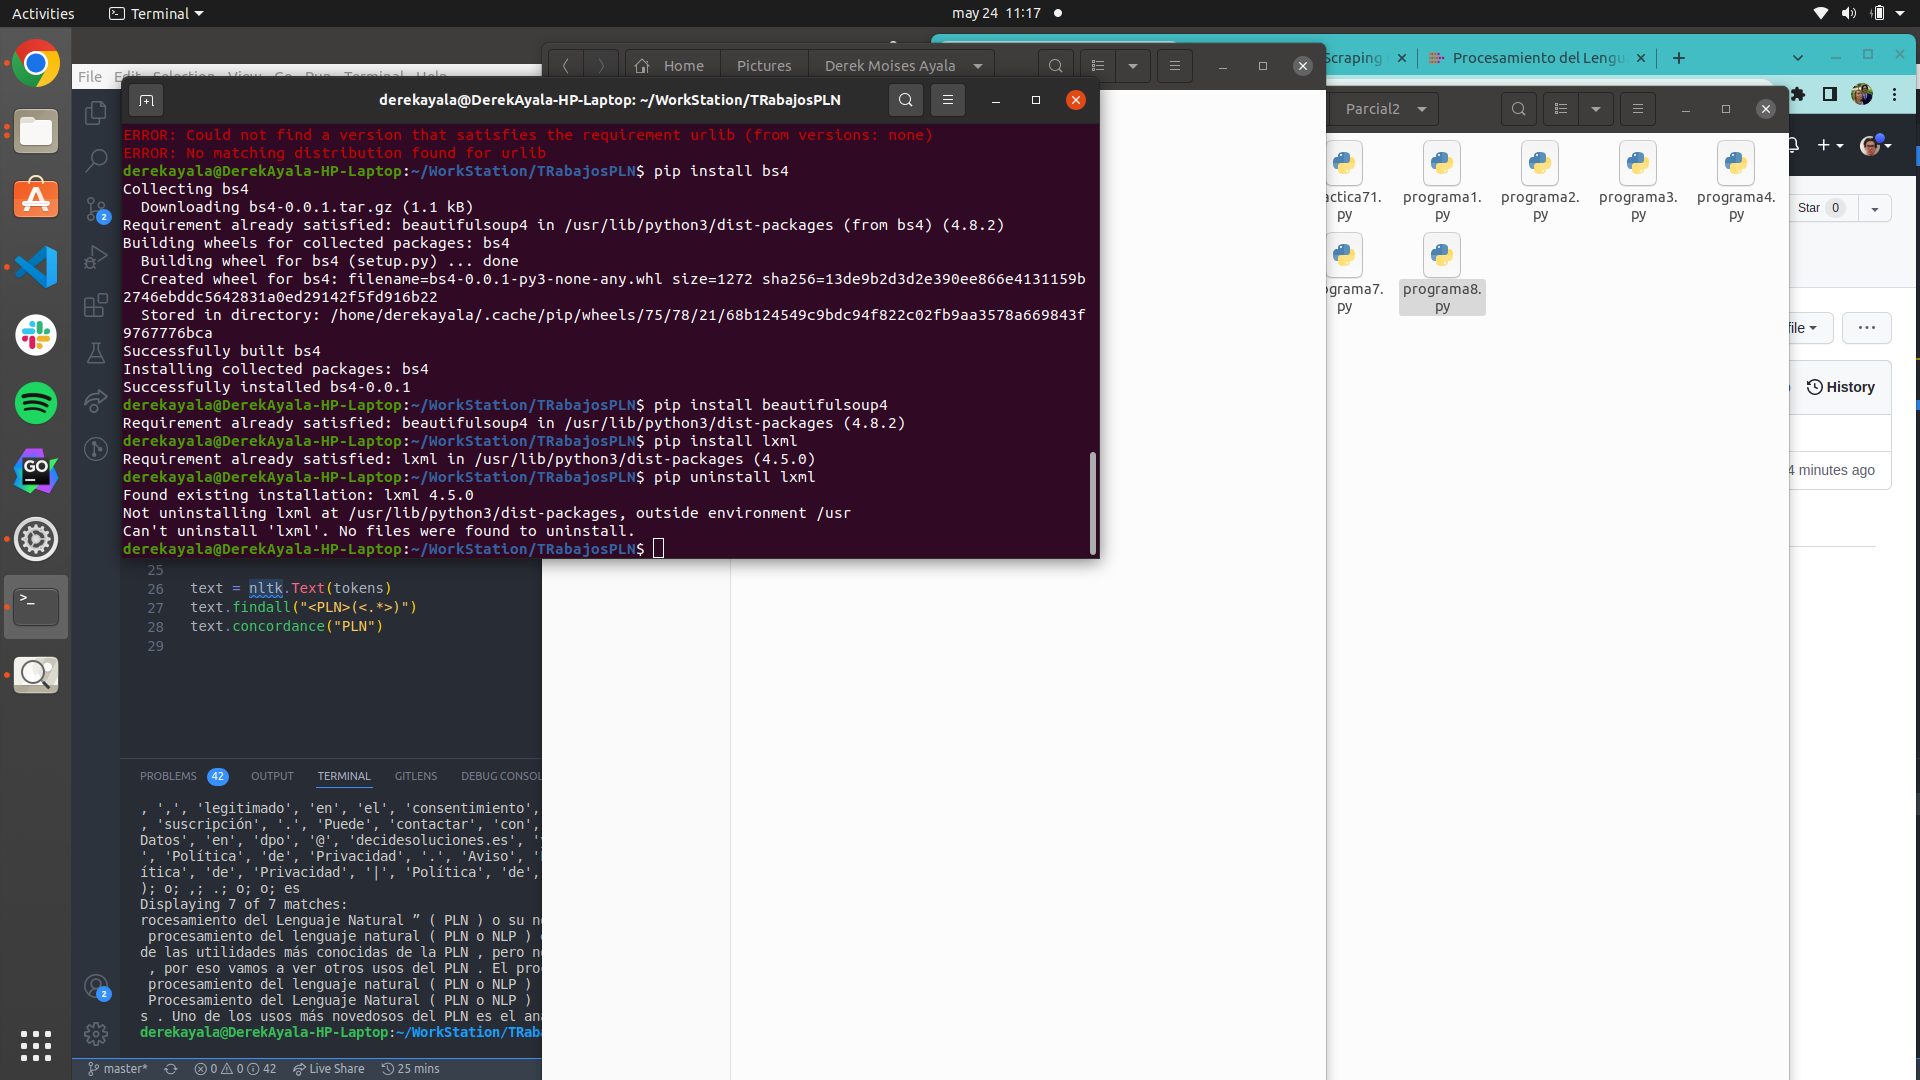 Activities
Terminal
may 24 11:17
File Edit Selection View Go Run Terminal Help
Home
Pictures
Derek Moises Ayala
Scraping
Procesamiento del Lengu
derekayala@DerekAyala-HP-Laptop: ~/WorkStation/TRabajosPLN
ERROR: Could not find a version that satisfies the requirement urlib (from versions: none)
ERROR: No matching distribution found for urlib
derekayala@DerekAyala-HP-Laptop:~/WorkStation/TRabajosPLN$ pip install bs4
Collecting bs4
  Downloading bs4-0.0.1.tar.gz (1.1 kB)
Requirement already satisfied: beautifulsoup4 in /usr/lib/python3/dist-packages (from bs4) (4.8.2)
Building wheels for collected packages: bs4
  Building wheel for bs4 (setup.py) ... done
  Created wheel for bs4: filename=bs4-0.0.1-py3-none-any.whl size=1272 sha256=13de9b2d3d2e390ee866e4131159b
2746ebddc5642831a0ed29142f5fd916b22
  Stored in directory: /home/derekayala/.cache/pip/wheels/75/78/21/68b124549c9bdc94f822c02fb9aa3578a669843f
9767776bca
Successfully built bs4
Installing collected packages: bs4
Successfully installed bs4-0.0.1
derekayala@DerekAyala-HP-Laptop:~/WorkStation/TRabajosPLN$ pip install beautifulsoup4
Requirement already satisfied: beautifulsoup4 in /usr/lib/python3/dist-packages (4.8.2)
derekayala@DerekAyala-HP-Laptop:~/WorkStation/TRabajosPLN$ pip install lxml
Requirement already satisfied: lxml in /usr/lib/python3/dist-packages (4.5.0)
derekayala@DerekAyala-HP-Laptop:~/WorkStation/TRabajosPLN$ pip uninstall lxml
Found existing installation: lxml 4.5.0
Not uninstalling lxml at /usr/lib/python3/dist-packages, outside environment /usr
Can't uninstall 'lxml'. No files were found to uninstall.
derekayala@DerekAyala-HP-Laptop:~/WorkStation/TRabajosPLN$
Parcial2
actica71.py
programa1.py
programa2.py
programa3.py
programa4.py
ograma7.py
programa8.py
Star 0
file
History
4 minutes ago
2
25
26 text = nltk.Text(tokens)
27 text.findall("<PLN>(<.*>)")
28 text.concordance("PLN")
29
PROBLEMS 42 OUTPUT TERMINAL GITLENS DEBUG CONSOL
, ',', 'legitimado', 'en', 'el', 'consentimiento',
, 'suscripción', '.', 'Puede', 'contactar', 'con',
Datos', 'en', 'dpo', '@', 'decidesoluciones.es', '
', 'Política', 'de', 'Privacidad', '.', 'Aviso', '
ítica', 'de', 'Privacidad', '|', 'Política', 'de',
); o; ,; .; o; o; es
Displaying 7 of 7 matches:
rocesamiento del Lenguaje Natural ” ( PLN ) o su n
procesamiento del lenguaje natural ( PLN o NLP )
de las utilidades más conocidas de la PLN , pero n
, por eso vamos a ver otros usos del PLN . El pro
procesamiento del lenguaje natural ( PLN o NLP )
Procesamiento del Lenguaje Natural ( PLN o NLP )
s . Uno de los usos más novedosos del PLN es el an
derekayala@DerekAyala-HP-Laptop:~/WorkStation/TRab
2
master* 0 0 42 Live Share 25 mins